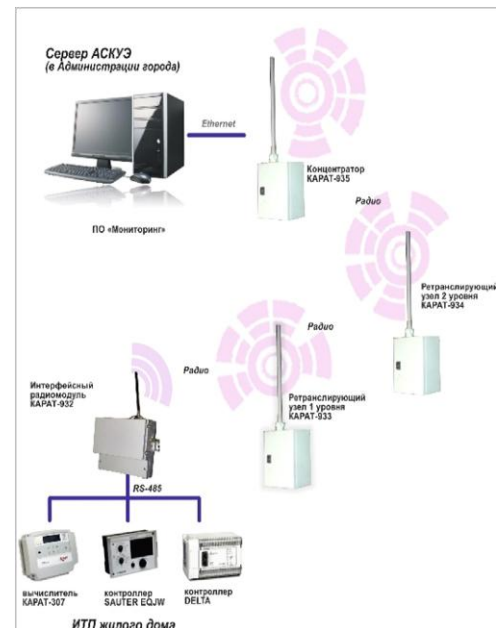 Сервер АСКУЭ
(в Администрации города)
Ethernet
Концентратор
КАРАТ-935
ПО «Мониторинг»
Радио
Ретранслирующий
узел 2 уровня
КАРАТ-934
Радио
Интерфейсный
радиомодуль
КАРАТ-932
Радио
Ретранслирующий
узел 1 уровня
КАРАТ-933
RS-485
вычислитель
КАРАТ-307
контроллер
SAUTER EQJW
контроллер
DELTA
ИТП жилого дома